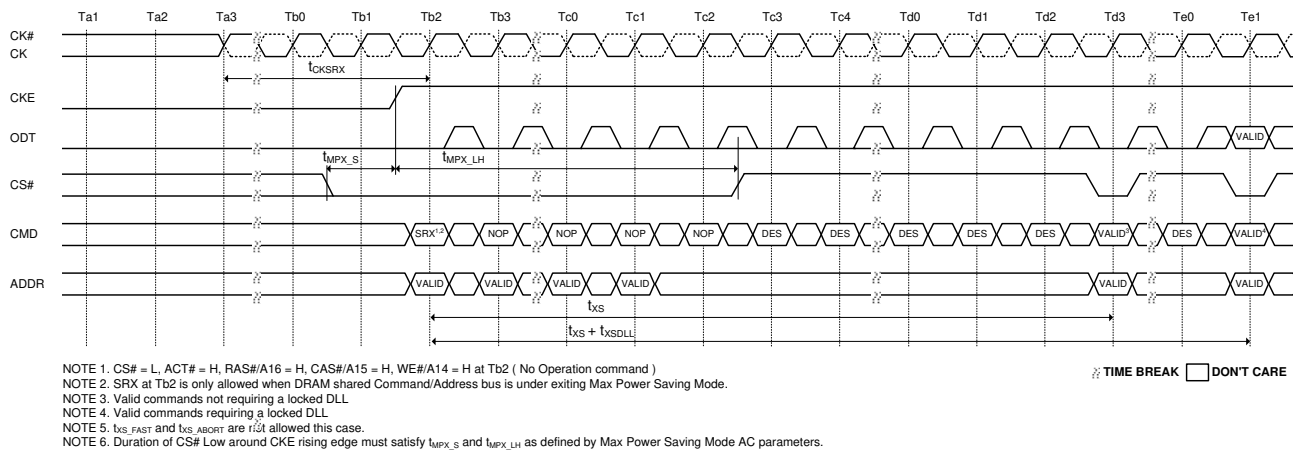 Ta1 Ta2 Ta3 Tb0 Tb1 Tb2 Tb3 Tc0 Tc1 Tc2 Tc3 Tc4 Td0 Td1 Td2 Td3 Te0 Te1
CK#
CK
tCKSRX
CKE
ODT
VALID
tMPX_S tMPX_LH
CS#
CMD SRX1,2 NOP NOP NOP NOP DES DES DES DES DES VALID3 DES VALID4
ADDR VALID VALID VALID VALID VALID VALID
tXS
tXS + tXSDLL
NOTE 1. CS# = L, ACT# = H, RAS#/A16 = H, CAS#/A15 = H, WE#/A14 = H at Tb2 ( No Operation command )
NOTE 2. SRX at Tb2 is only allowed when DRAM shared Command/Address bus is under exiting Max Power Saving Mode.
NOTE 3. Valid commands not requiring a locked DLL
NOTE 4. Valid commands requiring a locked DLL
NOTE 5. tXS_FAST and tXS_ABORT are not allowed this case.
NOTE 6. Duration of CS# Low around CKE rising edge must satisfy tMPX_S and tMPX_LH as defined by Max Power Saving Mode AC parameters.
TIME BREAK DON'T CARE